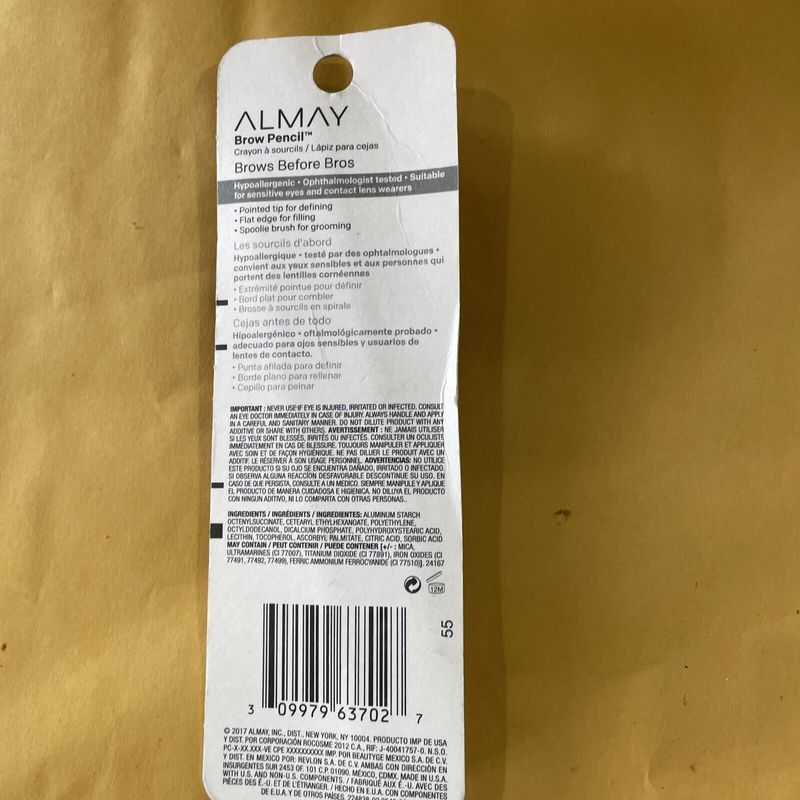 ALMAY
Brow Pencil™
Crayon à sourcils / Lápiz para cejas
Brows Before Bros
Hypoallergenic • Ophthalmologist tested • Suitable
for sensitive eyes and contact lens wearers
• Pointed tip for defining
• Flat edge for filling
• Spoolie brush for grooming
Les sourcils d'abord
Hypoallergique • testé par des ophtalmologues •
convient aux yeux sensibles et aux personnes qui
portent des lentilles cornéennes
• Extrémité pointue pour définir
• Bord plat pour combler
• Brosse à sourcils en spirale
Cejas antes de todo
Hipoalergénico • oftalmológicamente probado •
adecuado para ojos sensibles y usuarios de
lentes de contacto.
• Punta afilada para definir
• Borde plano para rellenar
• Cepillo para peinar
IMPORTANT : NEVER USE IF EYE IS INJURED, IRRITATED OR INFECTED. CONSULT
AN EYE DOCTOR IMMEDIATELY IN CASE OF INJURY. ALWAYS HANDLE AND APPLY
IN A CAREFUL AND SANITARY MANNER. DO NOT DILUTE PRODUCT WITH ANY
ADDITIVE OR SHARE WITH OTHERS. AVERTISSEMENT : NE JAMAIS UTILISER
SI LES YEUX SONT BLESSÉS, IRRITÉS OU INFECTÉS. CONSULTER UN OCULISTE
IMMÉDIATEMENT EN CAS DE BLESSURE. TOUJOURS MANIPULER ET APPLIQUER
AVEC SOIN ET DE FAÇON HYGIÉNIQUE. NE PAS DILUER LE PRODUIT AVEC UN
ADDITIF. LE RÉSERVER À SON USAGE PERSONNEL. ADVERTENCIAS: NO UTILICE
ESTE PRODUCTO SI SU OJO SE ENCUENTRA DAÑADO, IRRITADO O INFECTADO.
SI OBSERVA ALGUNA REACCIÓN DESFAVORABLE DESCONTINUE SU USO. EN
CASO DE QUE PERSISTA, CONSULTE A UN MEDICO. SIEMPRE MANIPULE Y APLIQUE
EL PRODUCTO DE MANERA CUIDADOSA E HIGIENICA. NO DILUYA EL PRODUCTO
CON NINGUN ADITIVO, NI LO COMPARTA CON OTRAS PERSONAS..
INGREDIENTS / INGRÉDIENTS / INGREDIENTES: ALUMINUM STARCH
OCTENYLSUCCINATE, CETEARYL ETHYLHEXANOATE, POLYETHYLENE,
OCTYLDODECANOL, DICALCIUM PHOSPHATE, POLYHYDROXYSTEARIC ACID,
LECITHIN, TOCOPHEROL, ASCORBYL PALMITATE, CITRIC ACID, SORBIC ACID
MAY CONTAIN / PEUT CONTENIR / PUEDE CONTENER [+/- : MICA,
ULTRAMARINES (CI 77007), TITANIUM DIOXIDE (CI 77891), IRON OXIDES (CI
77491, 77492, 77499), FERRIC AMMONIUM FERROCYANIDE (CI 77510)]. 24167
12M
55
3 09979 63702 7
© 2017 ALMAY, INC., DIST., NEW YORK, NY 10004. PRODUCTO IMP DE USA
Y DIST. POR CORPORACIÓN ROCOSME 2012 C.A., RIF: J-40041757-0. N.S.O.
PC-X-XX.XXX-VE CPE XXXXXXXXXX IMP. POR BEAUTYGE MEXICO S.A. DE C.V.
Y DIST. EN MEXICO POR REVLON S.A. DE C.V. AMBAS CON DIRECCIÓN EN
INSURGENTES SUR 2453 OF. 101 C.P. 01090. MÉXICO, CDMX. MADE IN U.S.A.
WITH U.S. AND NON-U.S. COMPONENTS. / FABRIQUÉ AUX É.-U. AVEC DES
PIÈCES DES É.-U. ET DE L'ÉTRANGER. / HECHO EN E.U.A. CON COMPONENTES
DE E.U.A. Y DE OTROS PAÍSES.